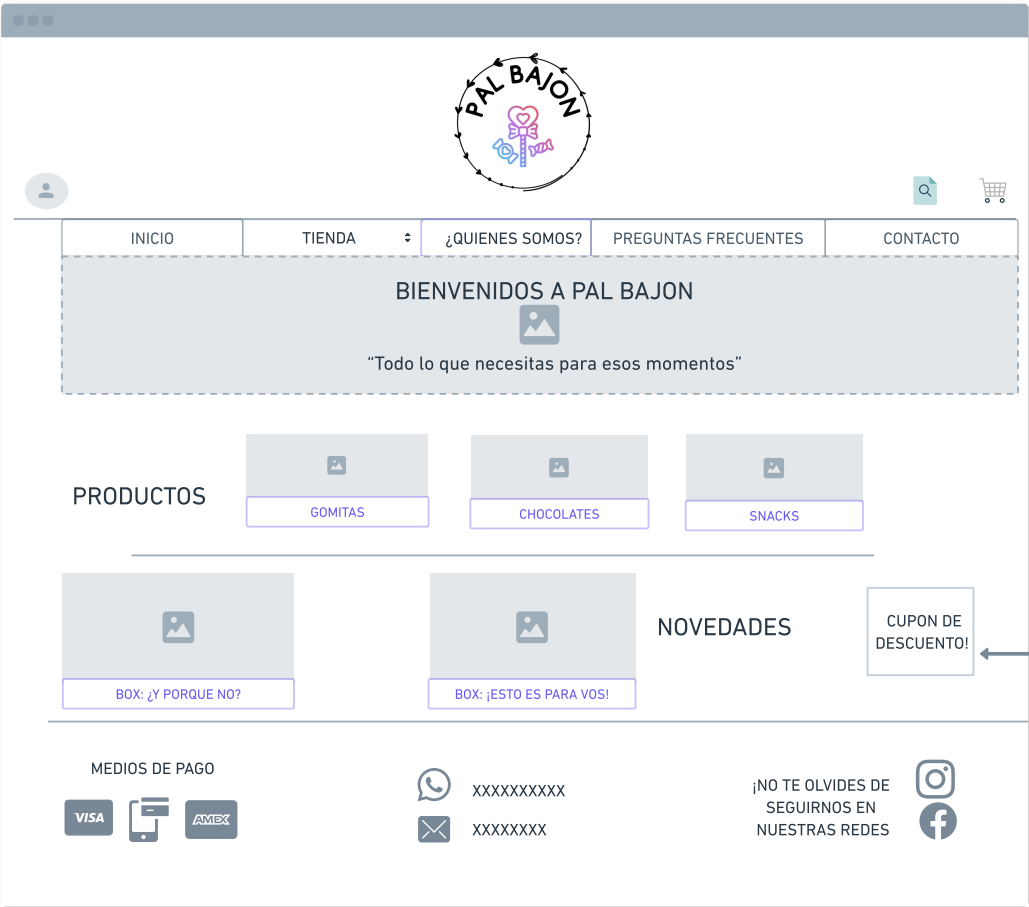 PAL BAJON
INICIO
TIENDA
¿QUIENES SOMOS?
PREGUNTAS FRECUENTES
CONTACTO
BIENVENIDOS A PAL BAJON
“Todo lo que necesitas para esos momentos”
PRODUCTOS
GOMITAS
CHOCOLATES
SNACKS
BOX: ¿Y PORQUE NO?
BOX: ¡ESTO ES PARA VOS!
NOVEDADES
CUPON DE
DESCUENTO!
MEDIOS DE PAGO
VISA
AMEX
XXXXXXXXXX
XXXXXXXX
¡NO TE OLVIDES DE
SEGUIRNOS EN
NUESTRAS REDES